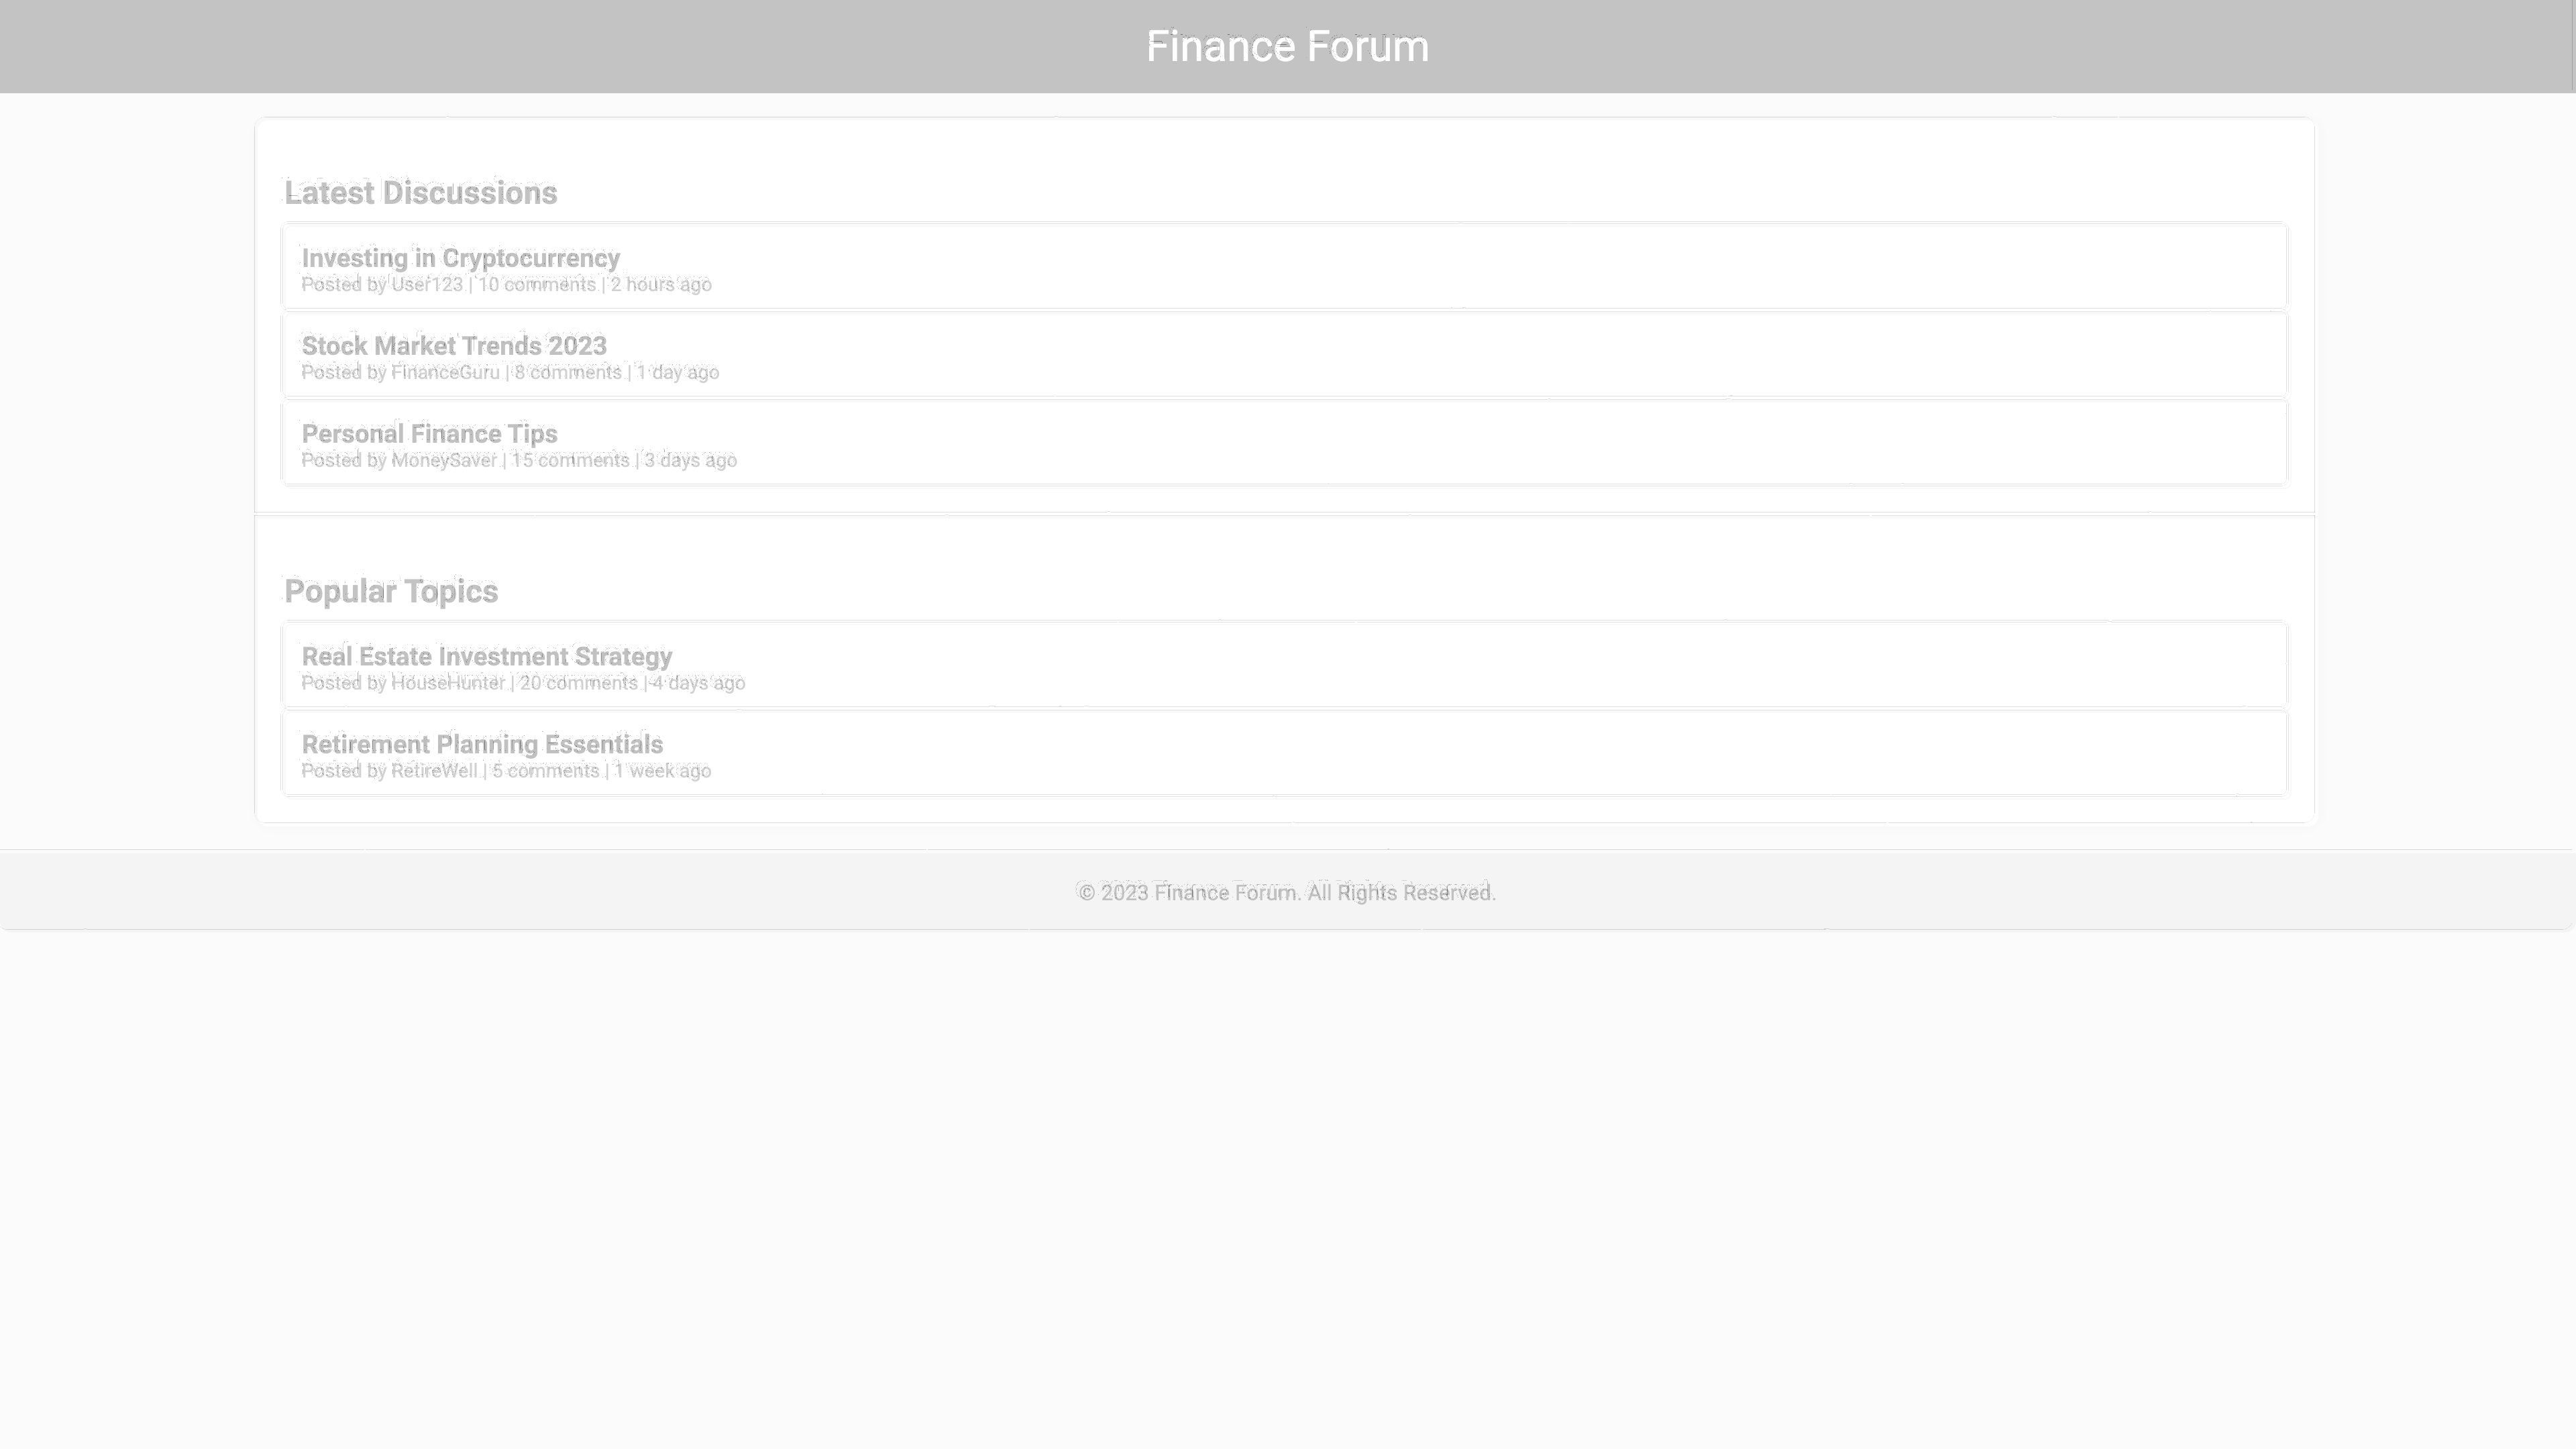 Finance Forum
Latest Discussions
Investing in Cryptocurrency
Posted by User123 | 10 comments | 2 hours ago
Stock Market Trends 2023
Posted by FinanceGuru | 8 comments | 1 day ago
Personal Finance Tips
Posted by MoneySaver | 15 comments | 3 days ago
Popular Topics
Real Estate Investment Strategy
Posted by HouseHunter | 20 comments | 4 days ago
Retirement Planning Essentials
Posted by RetireWell | 5 comments | 1 week ago
© 2023 Finance Forum. All Rights Reserved.